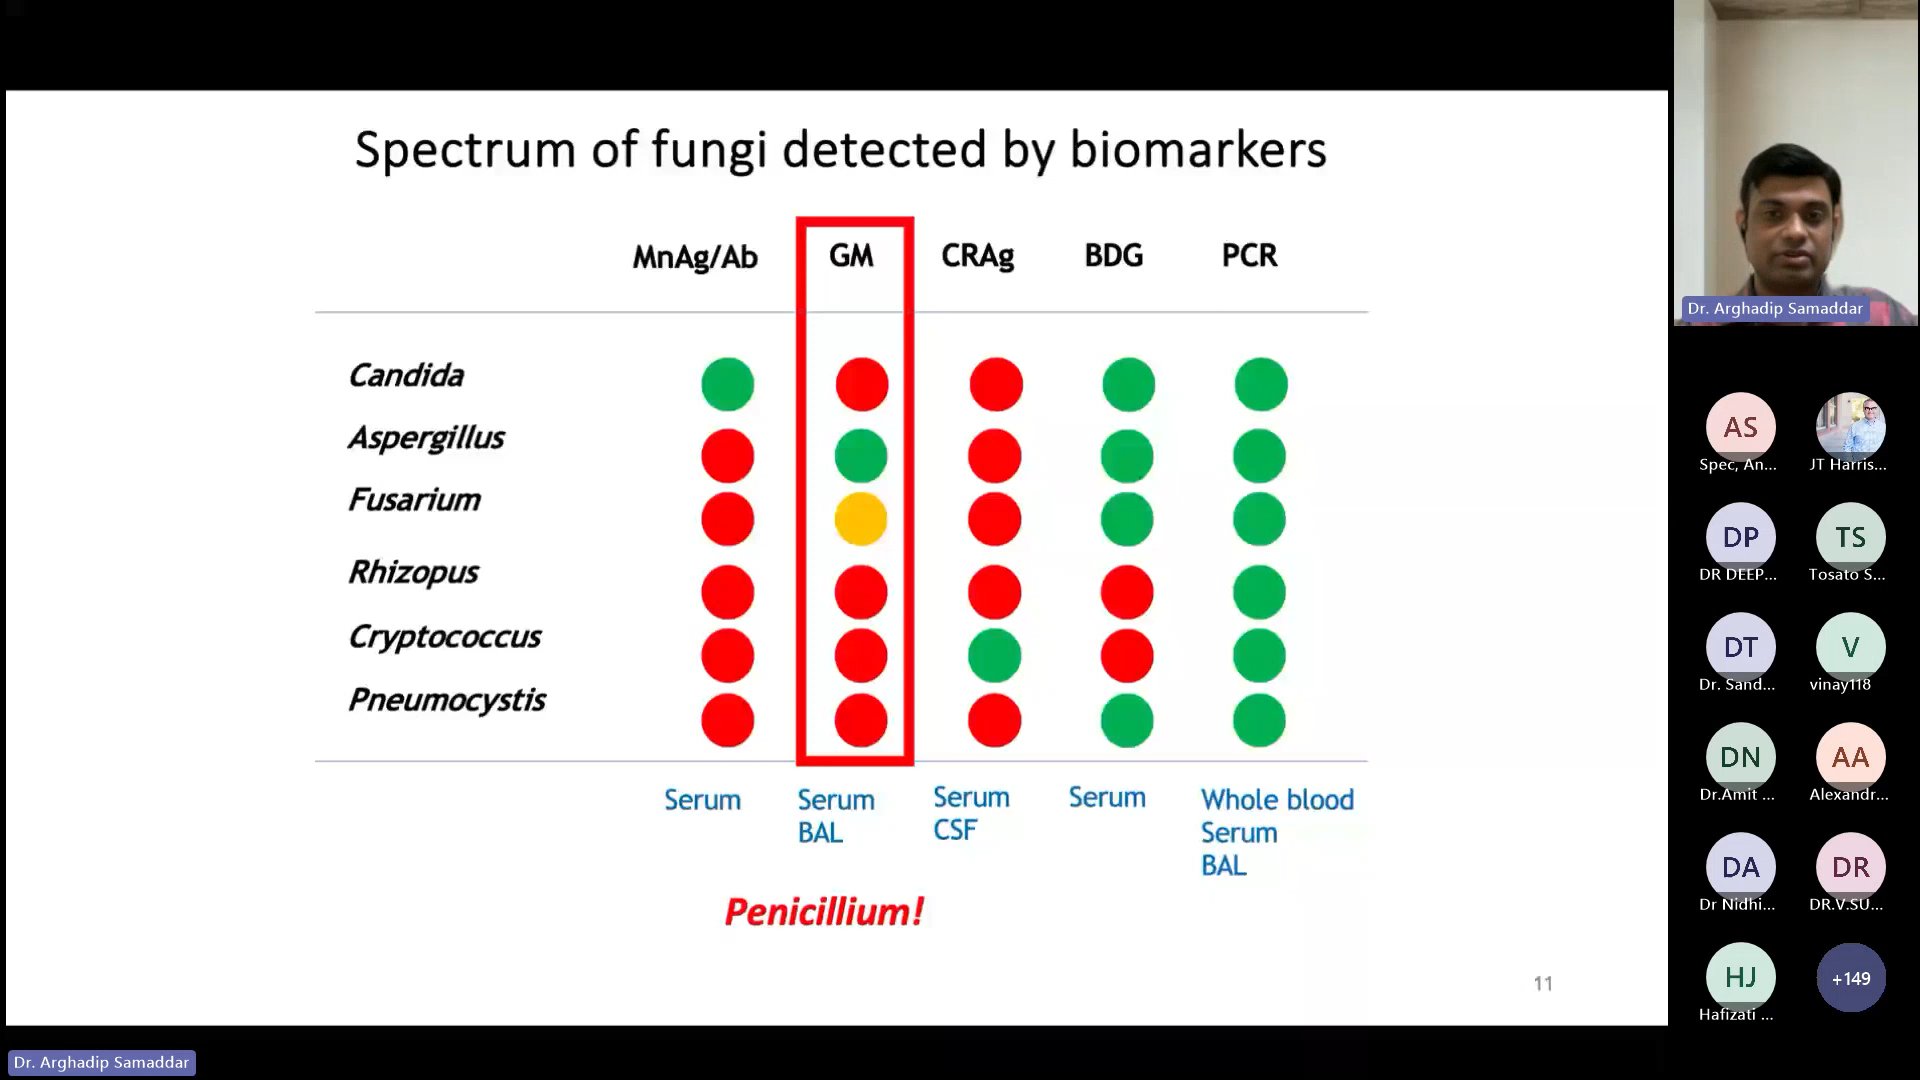 Spectrum of fungi detected by biomarkers
MnAg/Ab GM CRAg BDG PCR
Candida
Aspergillus
Fusarium
Rhizopus
Cryptococcus
Pneumocystis
Serum Serum Serum Serum Whole blood
BAL CSF Serum
BAL
Penicillium!
11
Dr. Arghadip Samaddar
Dr. Arghadip Samaddar
AS
Spec, An... JT Harris...
DP TS
DR DEEP... Tosato S...
DT V
Dr. Sand... vinay118
DN AA
Dr.Amit ... Alexandr...
DA DR
Dr Nidhi... DR.V.SU...
HJ +149
Hafizati ...